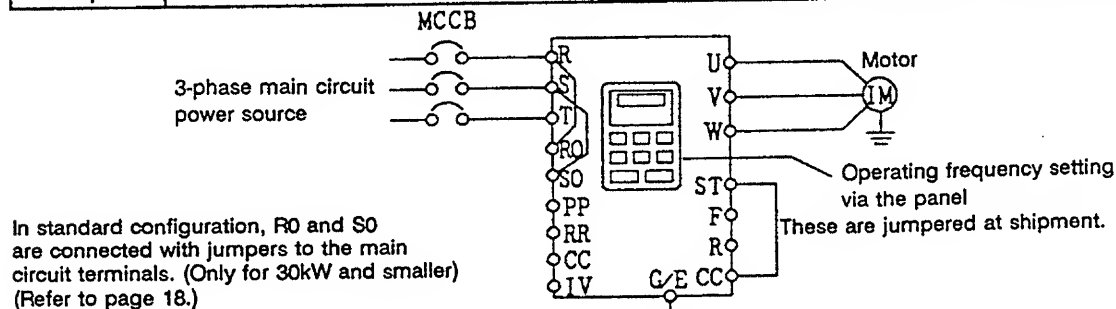 MCCB
3-phase main circuit
power source
R
S
T
R0
S0
PP
RR
CC
IV
U
V
W
ST
F
R
CC
G/E
Motor
IM
Operating frequency setting
via the panel
These are jumpered at shipment.
In standard configuration, R0 and S0
are connected with jumpers to the main
circuit terminals. (Only for 30kW and smaller)
(Refer to page 18.)